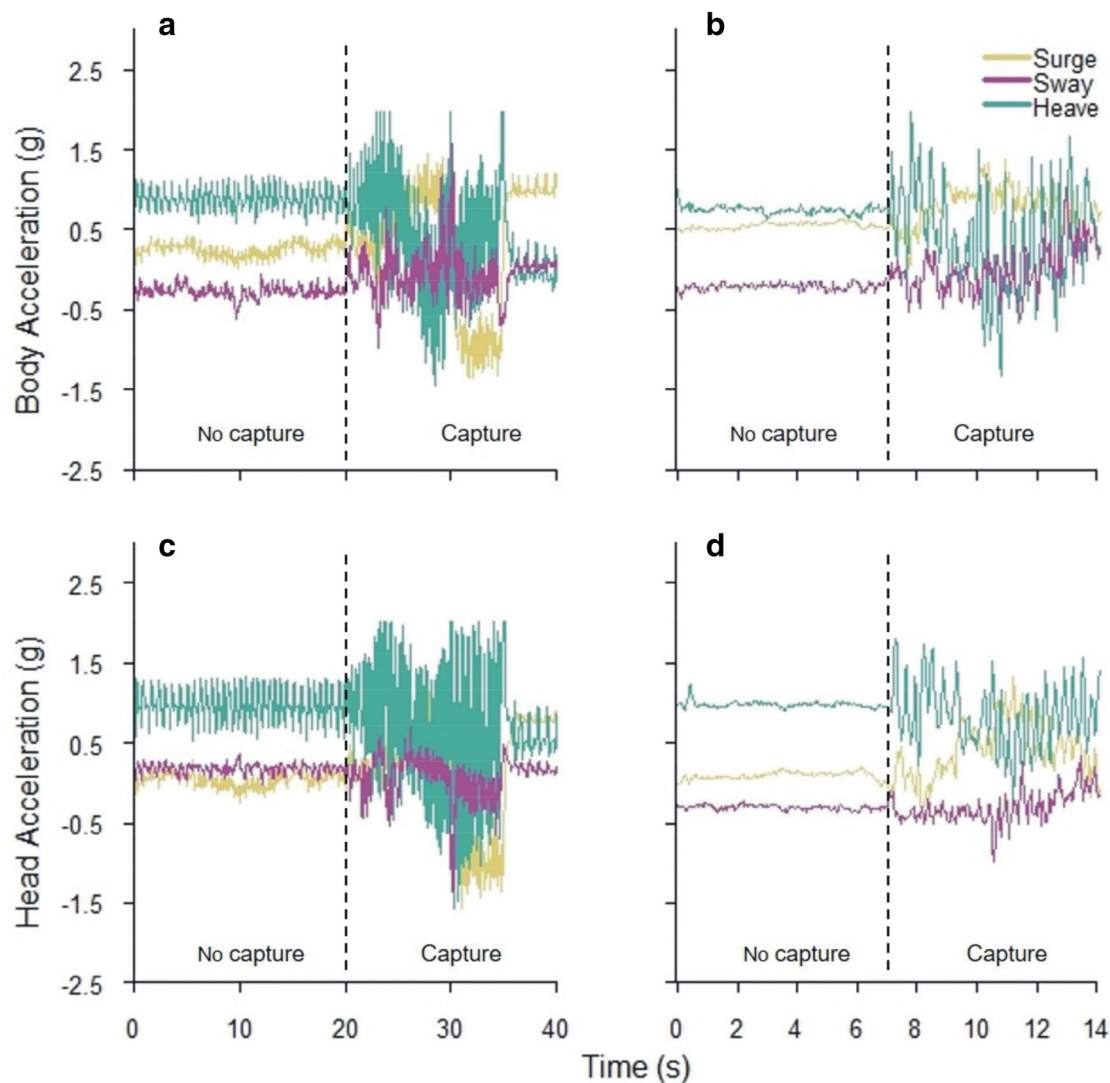 a
b
Surge
Sway
Heave
2.5
1.5
0.5
-0.5
-1.5
-2.5
Body Acceleration (g)
No capture
Capture
No capture
Capture
c
d
2.5
1.5
0.5
-0.5
-1.5
-2.5
Head Acceleration (g)
No capture
Capture
No capture
Capture
0 10 20 30 40
0 2 4 6 8 10 12 14
Time (s)